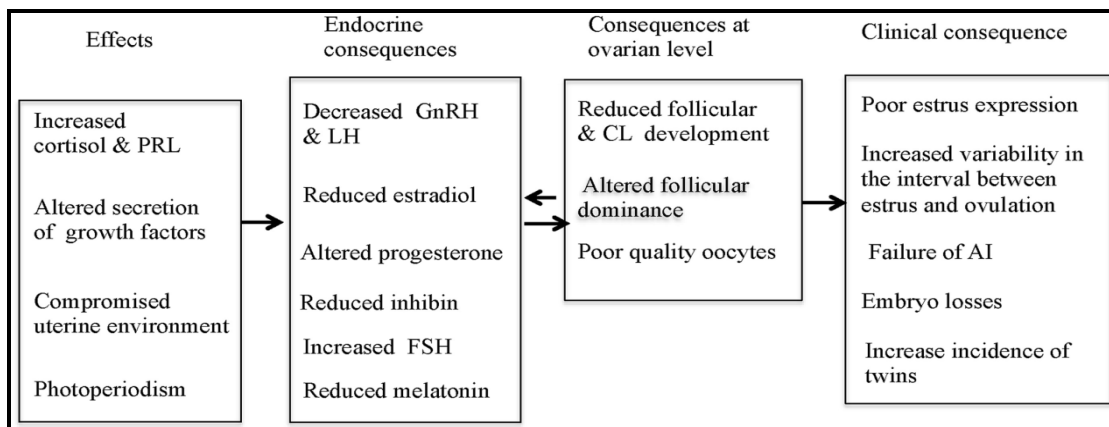 Effects
Endocrine
consequences
Consequences at
ovarian level
Clinical consequence
Increased
cortisol & PRL
Altered secretion
of growth factors
Compromised
uterine environment
Photoperiodism
Decreased GnRH
& LH
Reduced estradiol
Altered progesterone
Reduced inhibin
Increased FSH
Reduced melatonin
Reduced follicular
& CL development
Altered follicular
dominance
Poor quality oocytes
Poor estrus expression
Increased variability in
the interval between
estrus and ovulation
Failure of AI
Embryo losses
Increase incidence of
twins